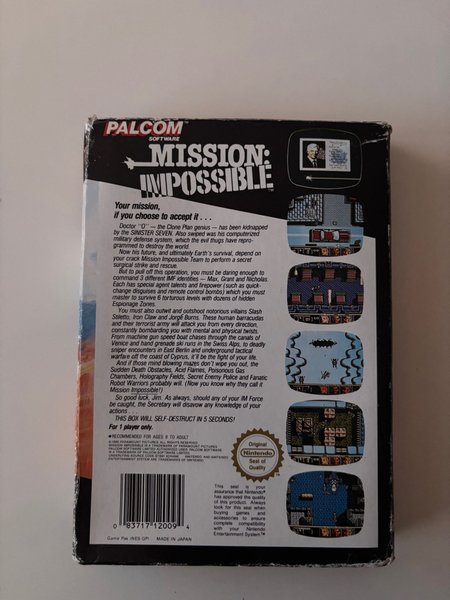 PALCOM
SOFTWARE
MISSION:
IMPOSSIBLE
Your mission,
if you choose to accept it . . .
Doctor "O" — the Clone Plan genius — has been kidnapped
by the SINISTER SEVEN. Also swiped was his computerized
military defense system, which the evil thugs have repro-
grammed to destroy the world.
Now his future, and ultimately Earth's survival, depend on
your crack Mission Impossible Team to perform a secret
surgical strike and rescue.
But to pull off this operation, you must be daring enough to
command 3 different IMF identities — Max, Grant and Nicholas.
Each has special agent talents and firepower (such as quick-
change disguises and remote control bombs) which you must
master to survive 6 torturous levels with dozens of hidden
Espionage Zones.
You must also outwit and outshoot notorious villains Stash
Stiletto, Iron Claw and Jorgé Burns. These human barracudas
and their terrorist army will attack you from every direction,
constantly bombarding you with mental and physical twists.
From machine gun speed boat chases through the canals of
Venice and hand grenade ski runs in the Swiss Alps, to deadly
sniper encounters in East Berlin and underground tactical
warfare off the coast of Cyprus, it'll be the fight of your life.
And if those mind blowing mazes don't wipe you out, the
Sudden Death Obstacles, Acid Flames, Poisonous Gas
Chambers, Holography Fields, Secret Enemy Police and Fanatic
Robot Warriors probably will. (Now you know why they call it
Mission Impossible!)
So good luck, Jim. As always, should any of your IM Force
be caught, the Secretary will disavow any knowledge of your
actions . . .
THIS BOX WILL SELF-DESTRUCT IN 5 SECONDS!
For 1 player only.
RECOMMENDED FOR AGES 8 TO ADULT
Original
Nintendo
Seal of
Quality
This seal is your
assurance that Nintendo®
has approved the quality
of this product. Always
look for this seal when
buying games and
accessories to ensure
complete compatibility
with your Nintendo
Entertainment System.™
0 83717 12009 4
Game Pak (NES-GP) MADE IN JAPAN